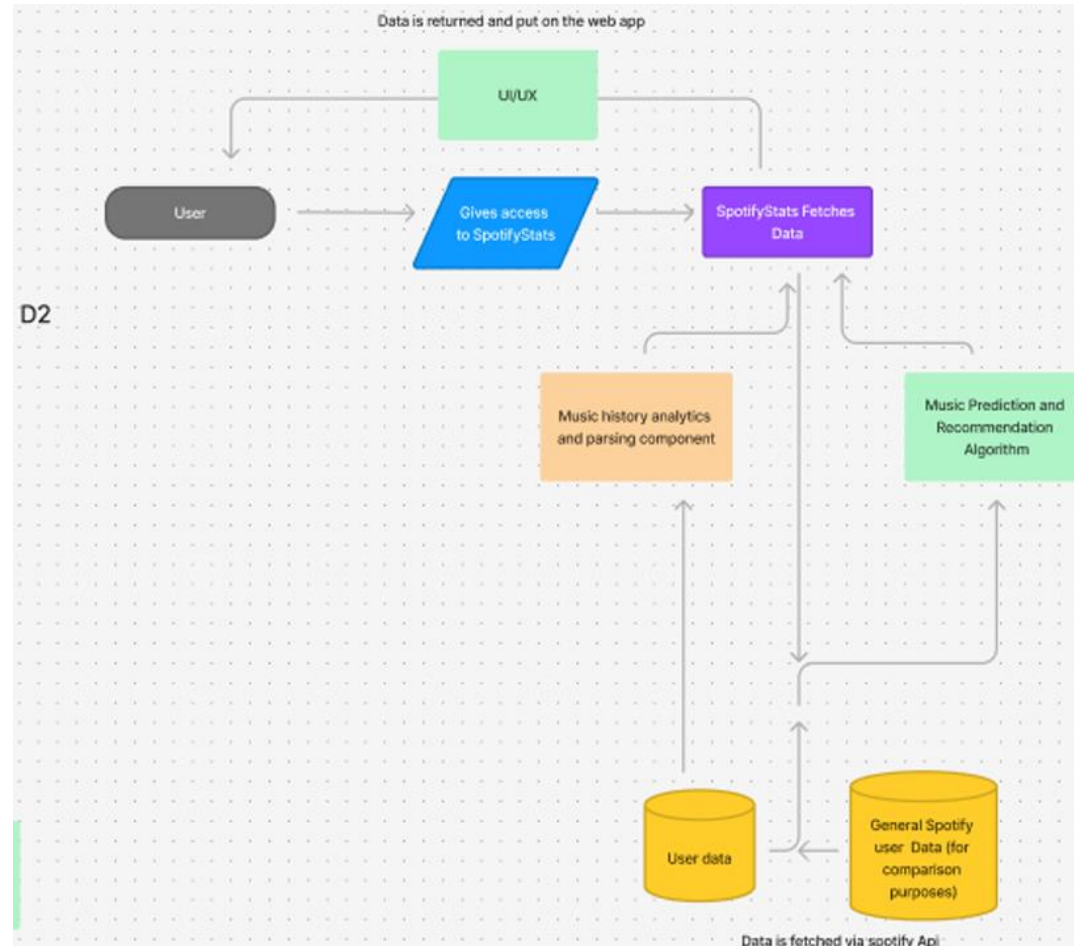 Data is returned and put on the web app
UI/UX
User
Gives access
to SpotifyStats
SpotifyStats Fetches
Data
D2
Music history analytics
and parsing component
Music Prediction and
Recommendation
Algorithm
User data
General Spotify
user Data (for
comparison
purposes)
Data is fetched via spotify Api